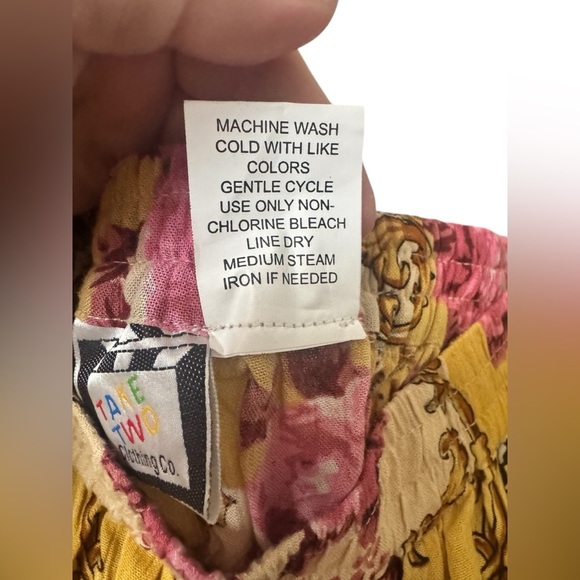 MACHINE WASH
COLD WITH LIKE
COLORS
GENTLE CYCLE
USE ONLY NON-
CHLORINE BLEACH
LINE DRY
MEDIUM STEAM
IRON IF NEEDED
TAKE
TWO
clothing Co.